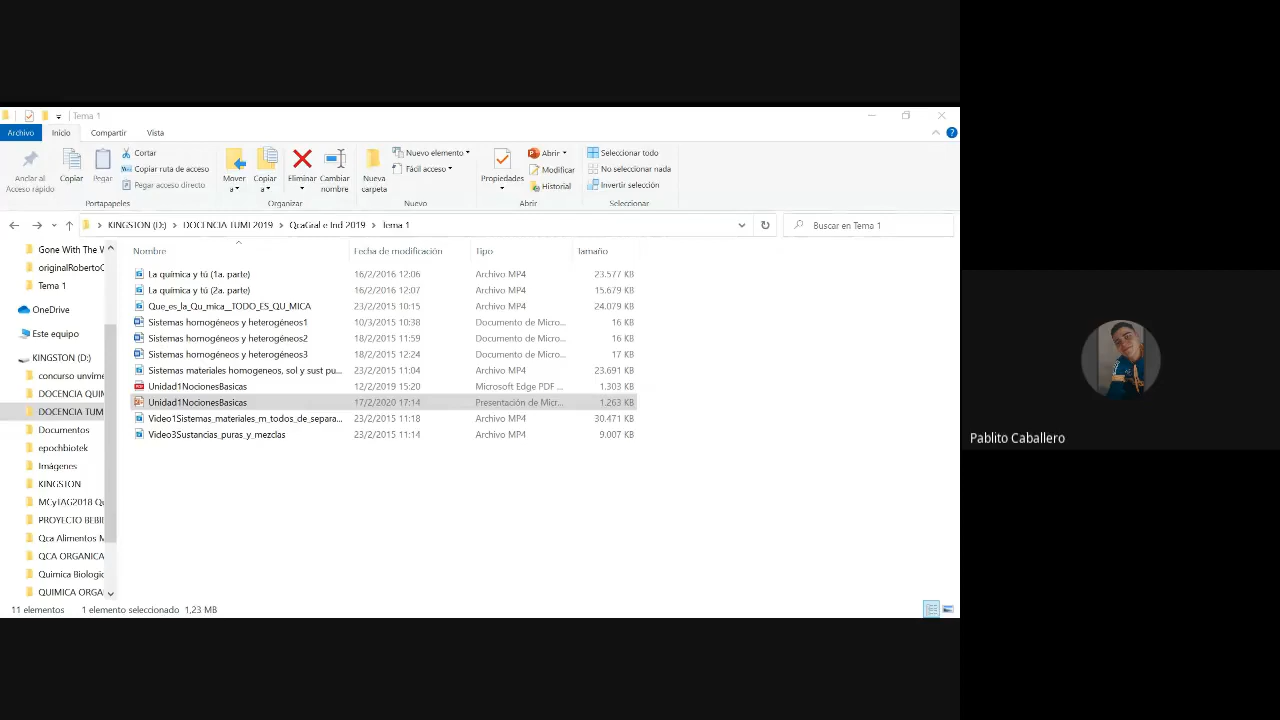 Tema 1
Archivo Inicio Compartir Vista
Anclar al Acceso rápido
Copiar
Pegar
Cortar
Copiar ruta de acceso
Pegar acceso directo
Portapapeles
Mover a
Copiar a
Eliminar
Cambiar nombre
Organizar
Nueva carpeta
Nuevo elemento
Fácil acceso
Nuevo
Propiedades
Abrir
Modificar
Historial
Abrir
Seleccionar todo
No seleccionar nada
Invertir selección
Seleccionar
KINGSTON (D:) > DOCENCIA TUMI 2019 > QcaGral e Ind 2019 > Tema 1
Buscar en Tema 1
Gone With The W
originalRobertoC
Tema 1
OneDrive
Este equipo
KINGSTON (D:)
concurso unvime
DOCENCIA QUIN
DOCENCIA TUM
Documentos
epochbiotek
Imágenes
KINGSTON
MCyTAG2018 Qu
PROYECTO BEBI
Qca Alimentos M
QCA ORGANICA
Quimica Biologic
QUIMICA ORGA
Nombre Fecha de modificación Tipo Tamaño
La química y tú (1a. parte) 16/2/2016 12:06 Archivo MP4 23.577 KB
La química y tú (2a. parte) 16/2/2016 12:07 Archivo MP4 15.679 KB
Que_es_la_Qu_mica__TODO_ES_QU_MICA 23/2/2015 10:15 Archivo MP4 24.079 KB
Sistemas homogéneos y heterogéneos1 10/3/2015 10:38 Documento de Micro... 16 KB
Sistemas homogéneos y heterogéneos2 18/2/2015 11:59 Documento de Micro... 16 KB
Sistemas homogéneos y heterogéneos3 18/2/2015 12:24 Documento de Micro... 17 KB
Sistemas materiales homogeneos, sol y sust pu... 23/2/2015 11:04 Archivo MP4 23.691 KB
Unidad1NocionesBasicas 12/2/2019 15:20 Microsoft Edge PDF ... 1.303 KB
Unidad1NocionesBasicas 17/2/2020 17:14 Presentación de Micr... 1.263 KB
Video1Sistemas_materiales_m_todos_de_separa... 23/2/2015 11:18 Archivo MP4 30.471 KB
Video3Sustancias_puras_y_mezclas 23/2/2015 11:14 Archivo MP4 9.007 KB
11 elementos 1 elemento seleccionado 1,23 MB
Pablito Caballero